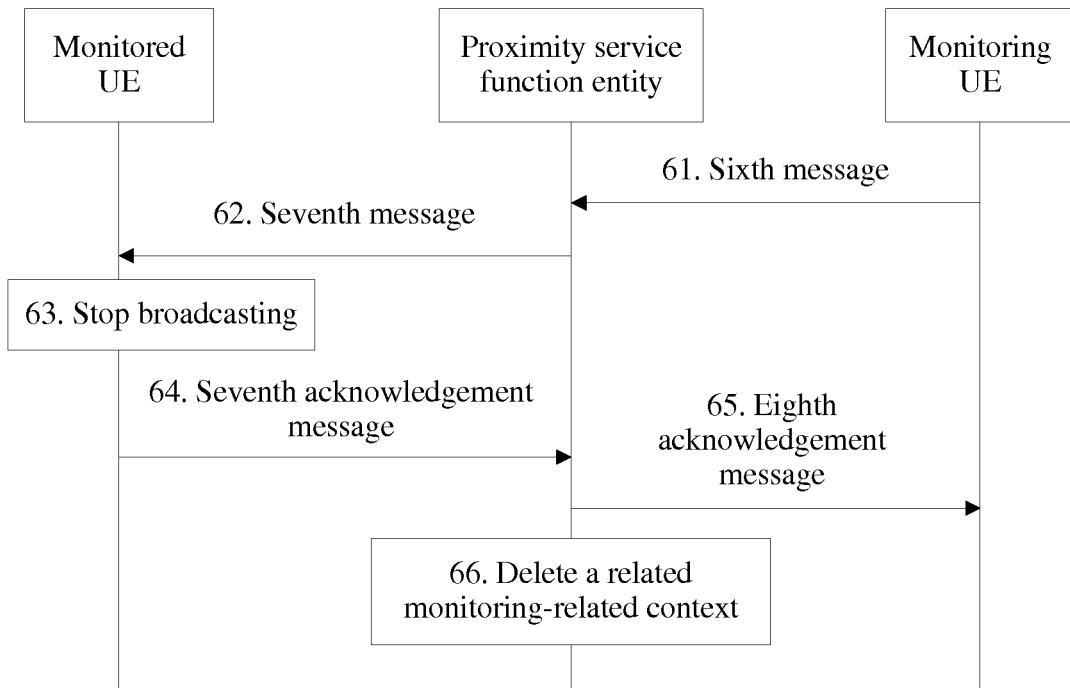 Monitored
UE
Proximity service
function entity
Monitoring
UE
61. Sixth message
62. Seventh message
63. Stop broadcasting
64. Seventh acknowledgement
message
65. Eighth
acknowledgement
message
66. Delete a related
monitoring-related context